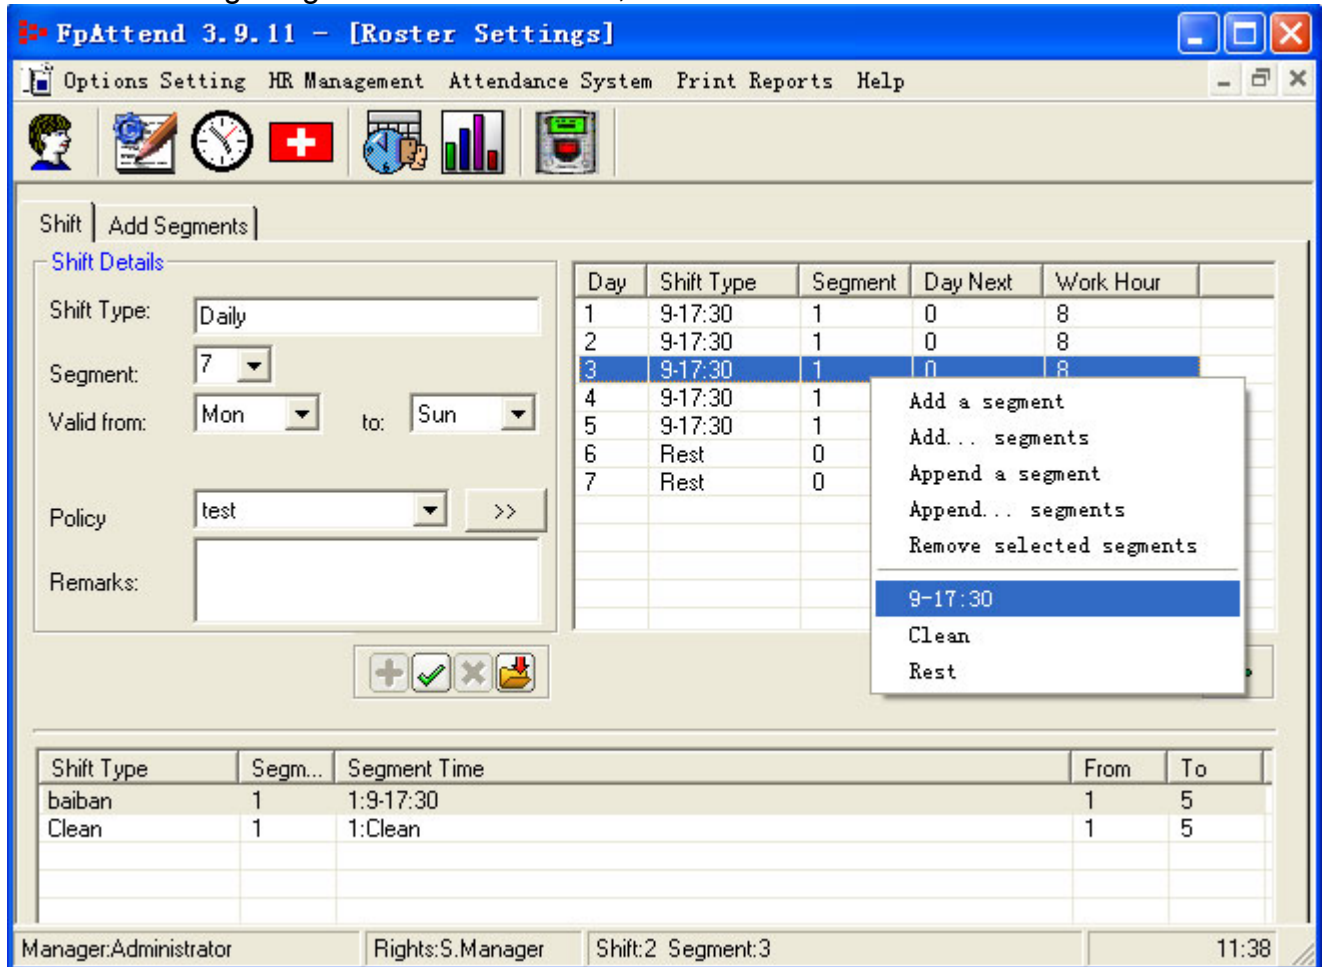 FpAttend 3.9.11 - [Roster Settings]
Options Setting HR Management Attendance System Print Reports Help
Shift Add Segments
Shift Details
Shift Type: Daily
Segment: 7
Valid from: Mon to: Sun
Policy test >>
Remarks:
Day Shift Type Segment Day Next Work Hour
1 9-17:30 1 0 8
2 9-17:30 1 0 8
3 9-17:30 1 0 8
4 9-17:30 1
5 9-17:30 1
6 Rest 0
7 Rest 0
Add a segment
Add... segments
Append a segment
Append... segments
Remove selected segments
9-17:30
Clean
Rest
Shift Type Segm... Segment Time From To
baiban 1 1:9-17:30 1 5
Clean 1 1:Clean 1 5
Manager:Administrator Rights:S.Manager Shift:2 Segment:3 11:38